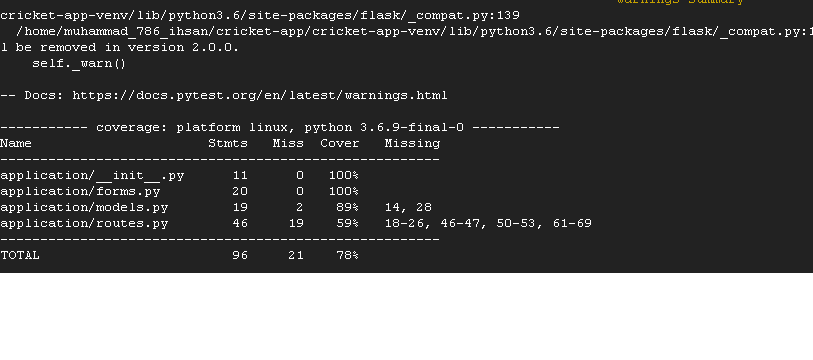 warnings summary
cricket-app-venv/lib/python3.6/site-packages/flask/_compat.py:139
  /home/muhammad_786_ihsan/cricket-app/cricket-app-venv/lib/python3.6/site-packages/flask/_compat.py:1
l be removed in version 2.0.0.
    self._warn()
-- Docs: https://docs.pytest.org/en/latest/warnings.html
----------- coverage: platform linux, python 3.6.9-final-0 -----------
Name                      Stmts   Miss  Cover   Missing
-------------------------------------------------------
application/__init__.py      11      0   100%
application/forms.py         20      0   100%
application/models.py        19      2    89%   14, 28
application/routes.py        46     19    59%   18-26, 46-47, 50-53, 61-69
-------------------------------------------------------
TOTAL                        96     21    78%